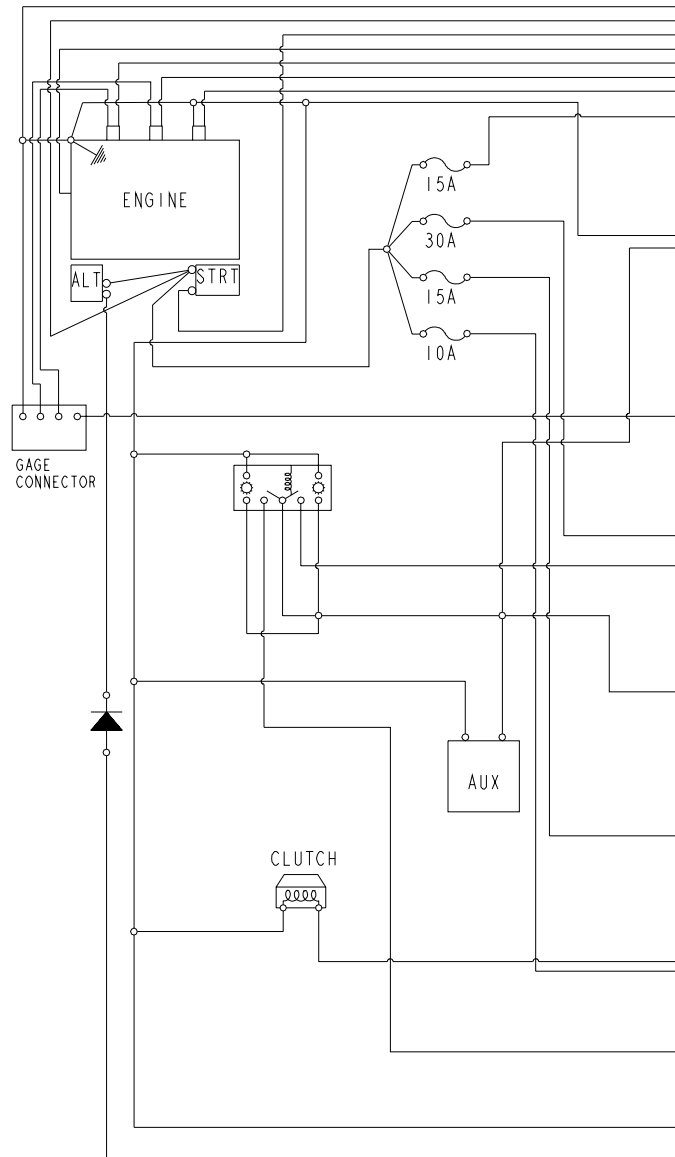 ENGINE
15A
30A
ALT
STRT
15A
10A
GAGE
CONNECTOR
AUX
CLUTCH